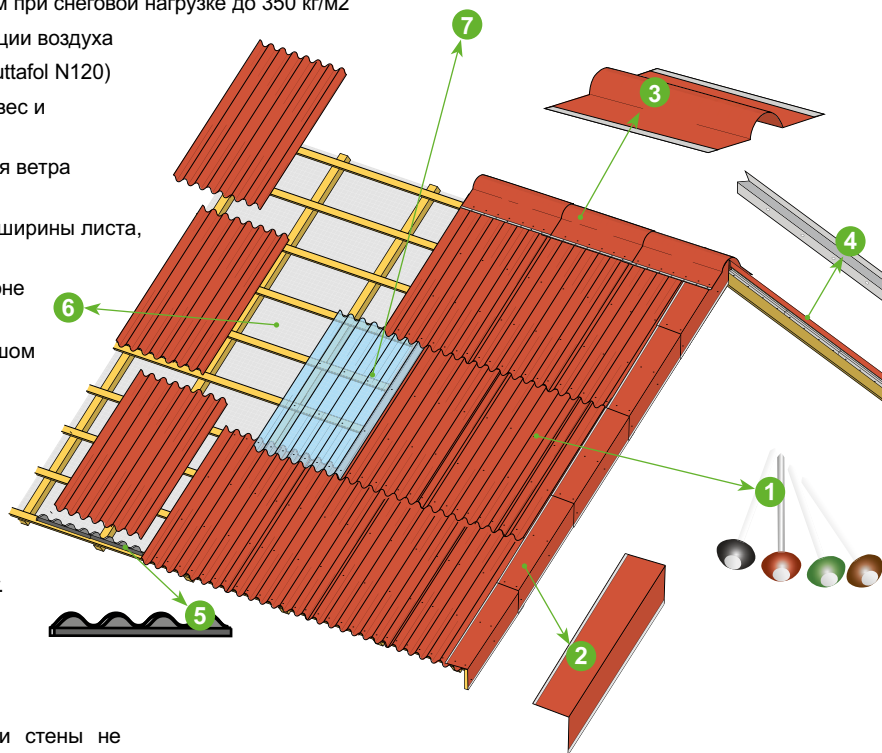 при снеговой нагрузке до 350 кг/м2
ции воздуха
uttafol N120)
вес и
я ветра
ширины листа,
оне
шом
и стены не
7
3
4
6
1
5
2